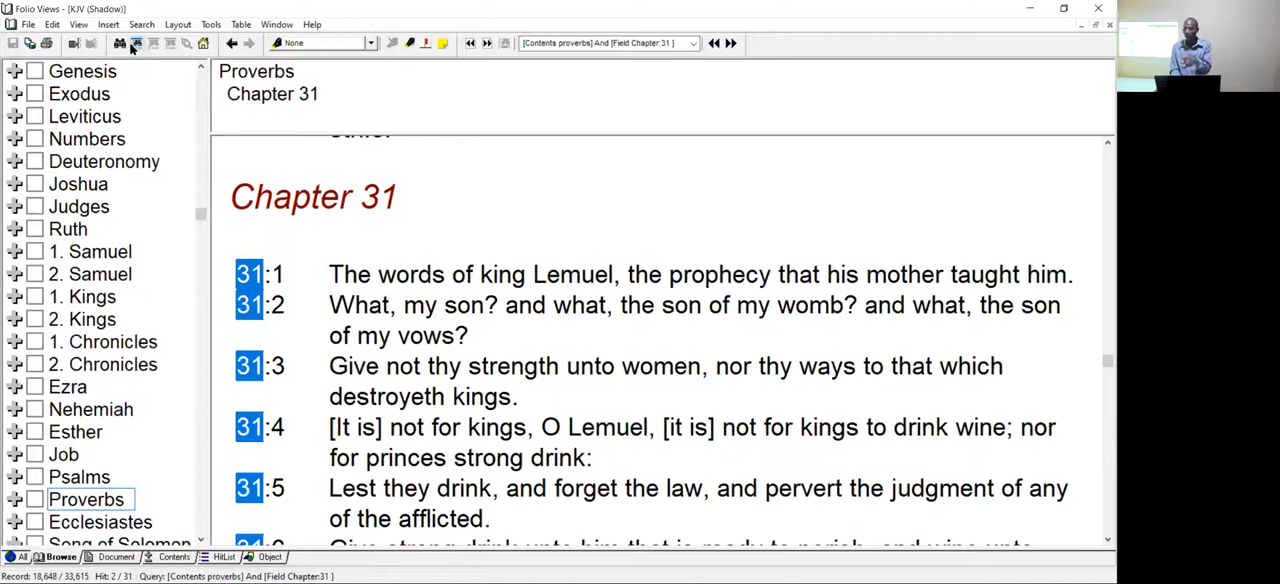 Folio Views - [KJV (Shadow)]
File Edit View Insert Search Layout Tools Table Window Help
None [Contents proverbs] And [Field Chapter:31 ]
Genesis
Exodus
Leviticus
Numbers
Deuteronomy
Joshua
Judges
Ruth
1. Samuel
2. Samuel
1. Kings
2. Kings
1. Chronicles
2. Chronicles
Ezra
Nehemiah
Esther
Job
Psalms
Proverbs
Ecclesiastes
Song of Solomon
Proverbs
Chapter 31
Chapter 31
31:1 The words of king Lemuel, the prophecy that his mother taught him.
31:2 What, my son? and what, the son of my womb? and what, the son
of my vows?
31:3 Give not thy strength unto women, nor thy ways to that which
destroyeth kings.
31:4 [It is] not for kings, O Lemuel, [it is] not for kings to drink wine; nor
for princes strong drink:
31:5 Lest they drink, and forget the law, and pervert the judgment of any
of the afflicted.
All Browse Document Contents HitList Object
Records: 18,648 / 33,615 Hit: 2 / 31 Query: [Contents proverbs] And [Field Chapter:31 ]